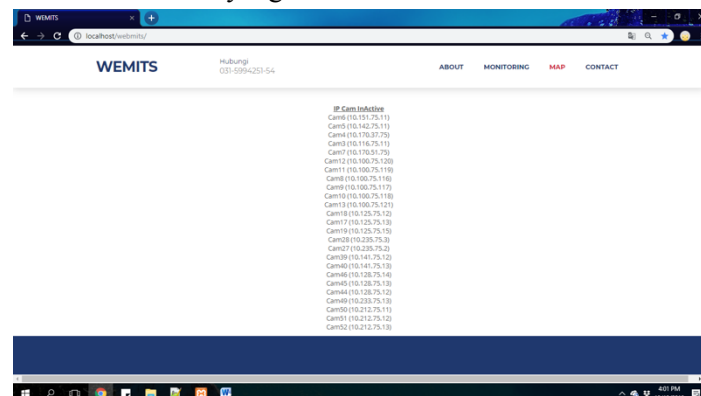 WEMITS
localhost/webmits/
WEMITS
Hubungi
031-5994251-54
ABOUT MONITORING MAP CONTACT
IP Cam InActive
Cam6 (10.151.75.11)
Cam5 (10.142.75.11)
Cam4 (10.170.37.75)
Cam3 (10.116.75.11)
Cam7 (10.170.51.75)
Cam12 (10.100.75.120)
Cam11 (10.100.75.119)
Cam8 (10.100.75.116)
Cam9 (10.100.75.117)
Cam10 (10.100.75.118)
Cam13 (10.100.75.121)
Cam18 (10.125.75.12)
Cam17 (10.125.75.13)
Cam19 (10.125.75.15)
Cam28 (10.235.75.3)
Cam27 (10.235.75.2)
Cam39 (10.141.75.12)
Cam40 (10.141.75.13)
Cam46 (10.128.75.14)
Cam45 (10.128.75.13)
Cam44 (10.128.75.12)
Cam49 (10.233.75.13)
Cam50 (10.212.75.11)
Cam51 (10.212.75.12)
Cam52 (10.212.75.13)
4:01 PM